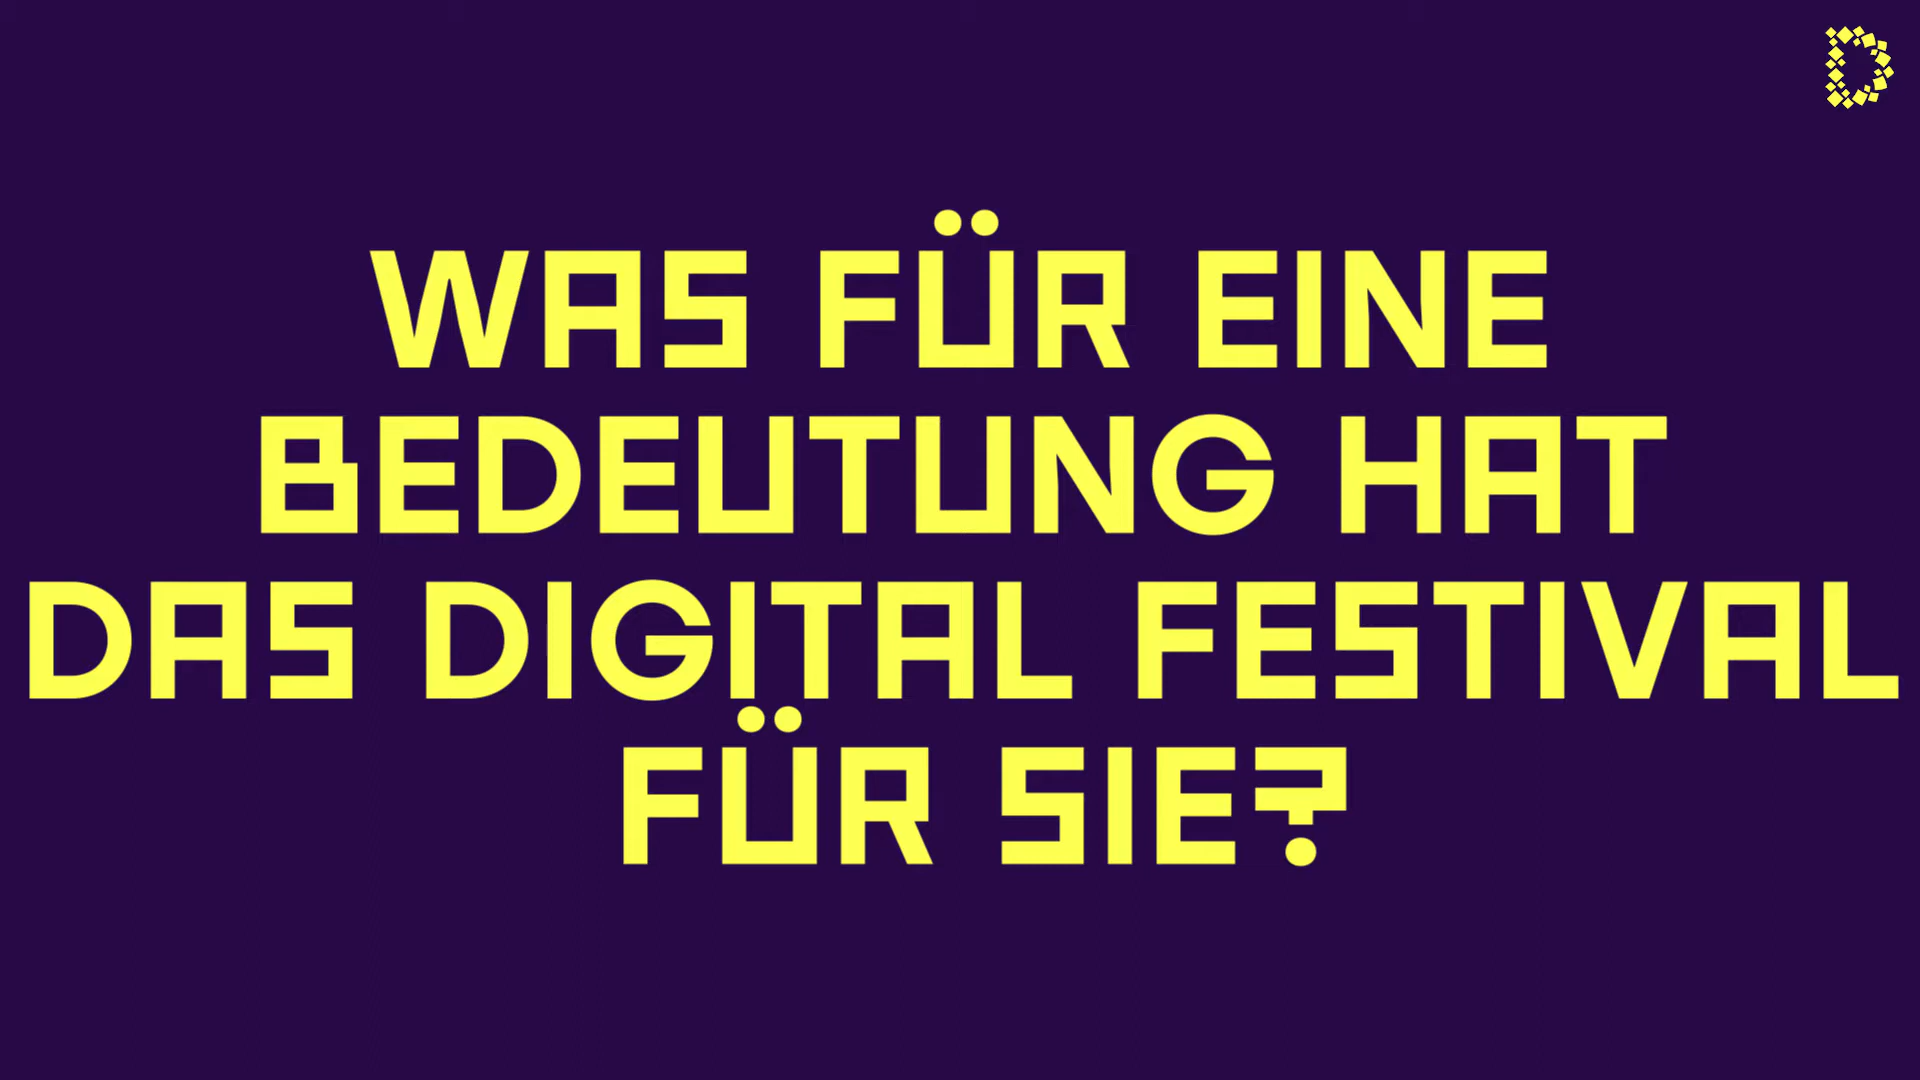 WAS FÜR EINE
BEDEUTUNG HAT
DAS DIGITAL FESTIVAL
FÜR SIE?
D